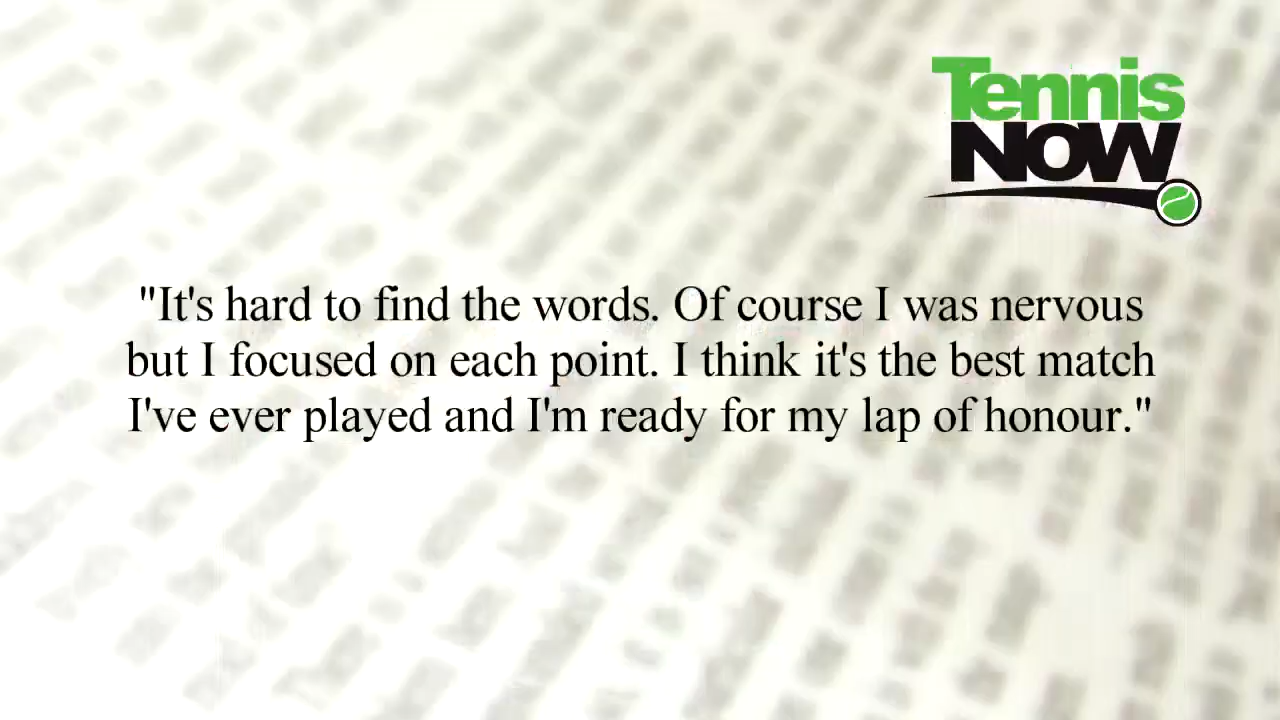 Tennis
NOW
"It's hard to find the words. Of course I was nervous
but I focused on each point. I think it's the best match
I've ever played and I'm ready for my lap of honour."